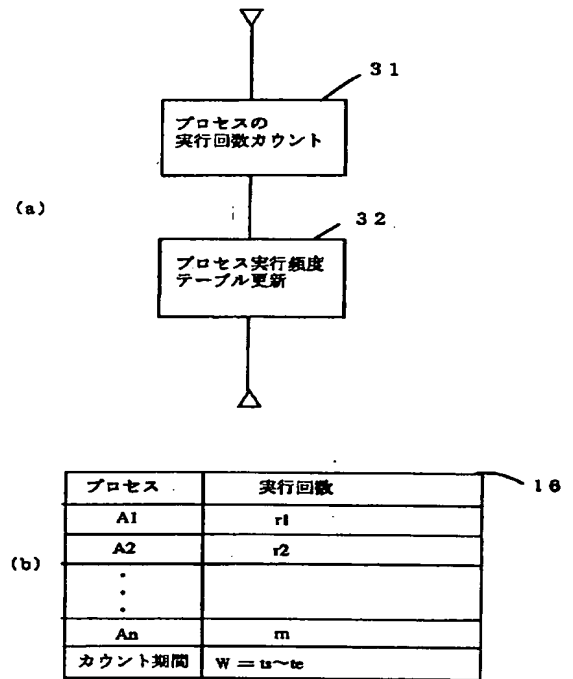 31
プロセスの
実行回数カウント
(a)
32
プロセス実行頻度
テーブル更新
16
プロセス 実行回数
A1 r1
A2 r2
(b)
An rn
カウント期間 W = ts~te